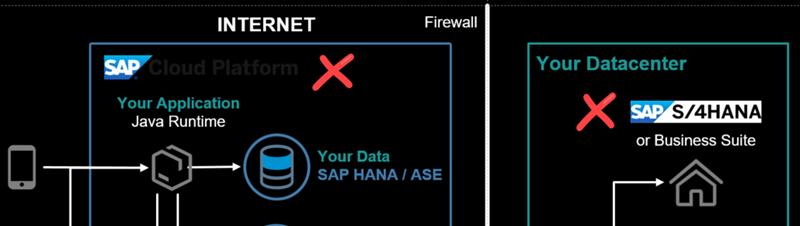 INTERNET
Firewall
SAP Cloud Platform
Your Application
Java Runtime
Your Data
SAP HANA / ASE
Your Datacenter
SAP S/4HANA
or Business Suite